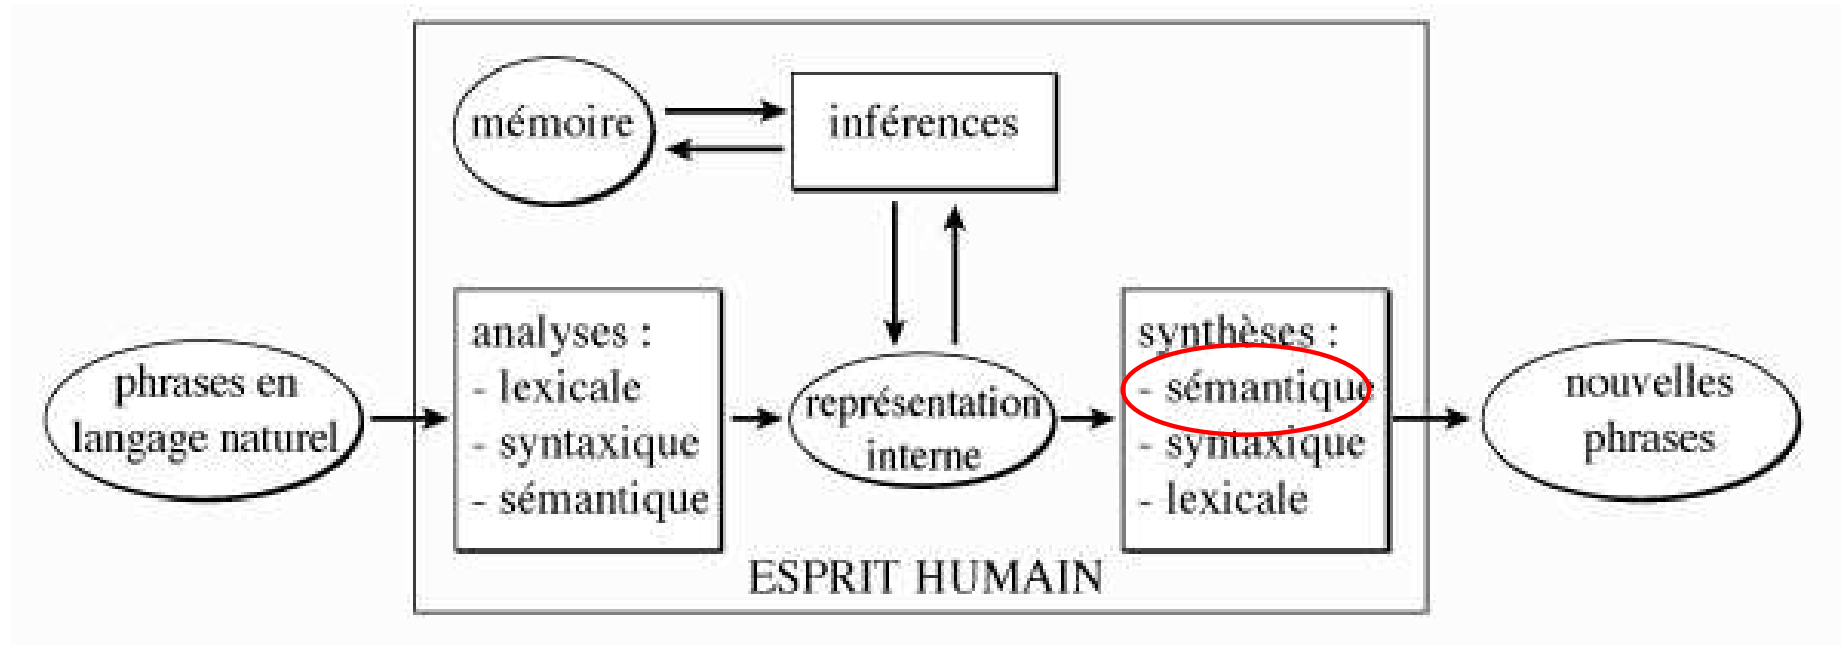 mémoire
inférences
phrases en
langage naturel
analyses :
- lexicale
- syntaxique
- sémantique
représentation
interne
synthèses :
- sémantique
- syntaxique
- lexicale
nouvelles
phrases
ESPRIT HUMAIN